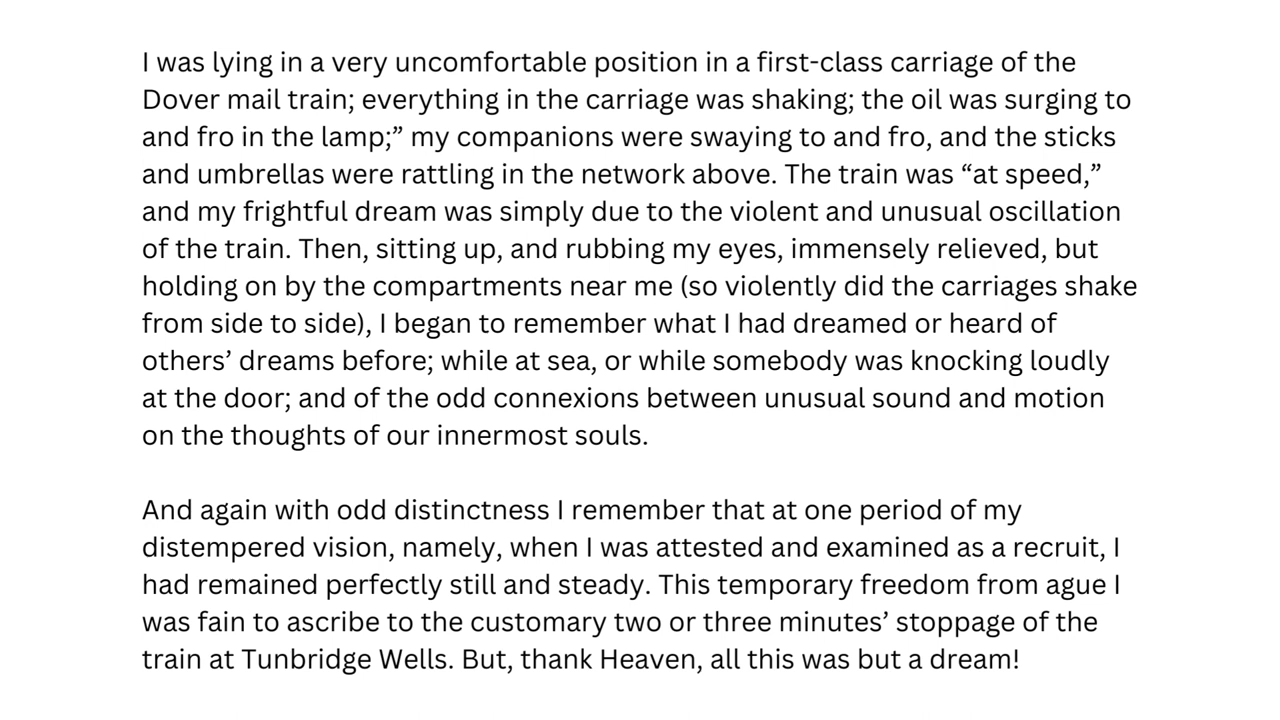 I was lying in a very uncomfortable position in a first-class carriage of the
Dover mail train; everything in the carriage was shaking; the oil was surging to
and fro in the lamp;” my companions were swaying to and fro, and the sticks
and umbrellas were rattling in the network above. The train was “at speed,”
and my frightful dream was simply due to the violent and unusual oscillation
of the train. Then, sitting up, and rubbing my eyes, immensely relieved, but
holding on by the compartments near me (so violently did the carriages shake
from side to side), I began to remember what I had dreamed or heard of
others’ dreams before; while at sea, or while somebody was knocking loudly
at the door; and of the odd connexions between unusual sound and motion
on the thoughts of our innermost souls.

And again with odd distinctness I remember that at one period of my
distempered vision, namely, when I was attested and examined as a recruit, I
had remained perfectly still and steady. This temporary freedom from ague I
was fain to ascribe to the customary two or three minutes’ stoppage of the
train at Tunbridge Wells. But, thank Heaven, all this was but a dream!